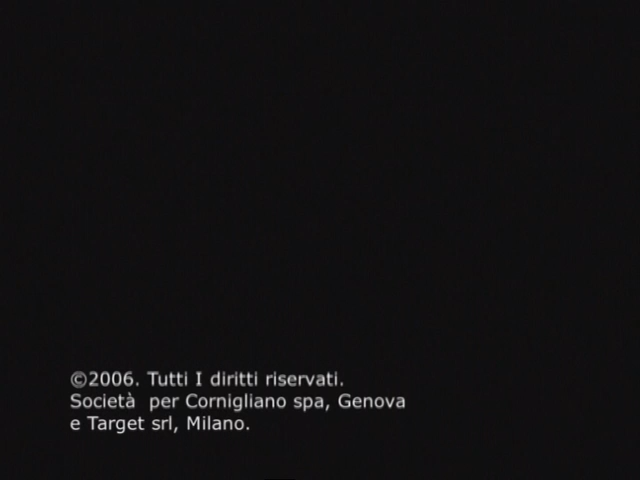 ©2006. Tutti I diritti riservati.
Società  per Cornigliano spa, Genova
e Target srl, Milano.